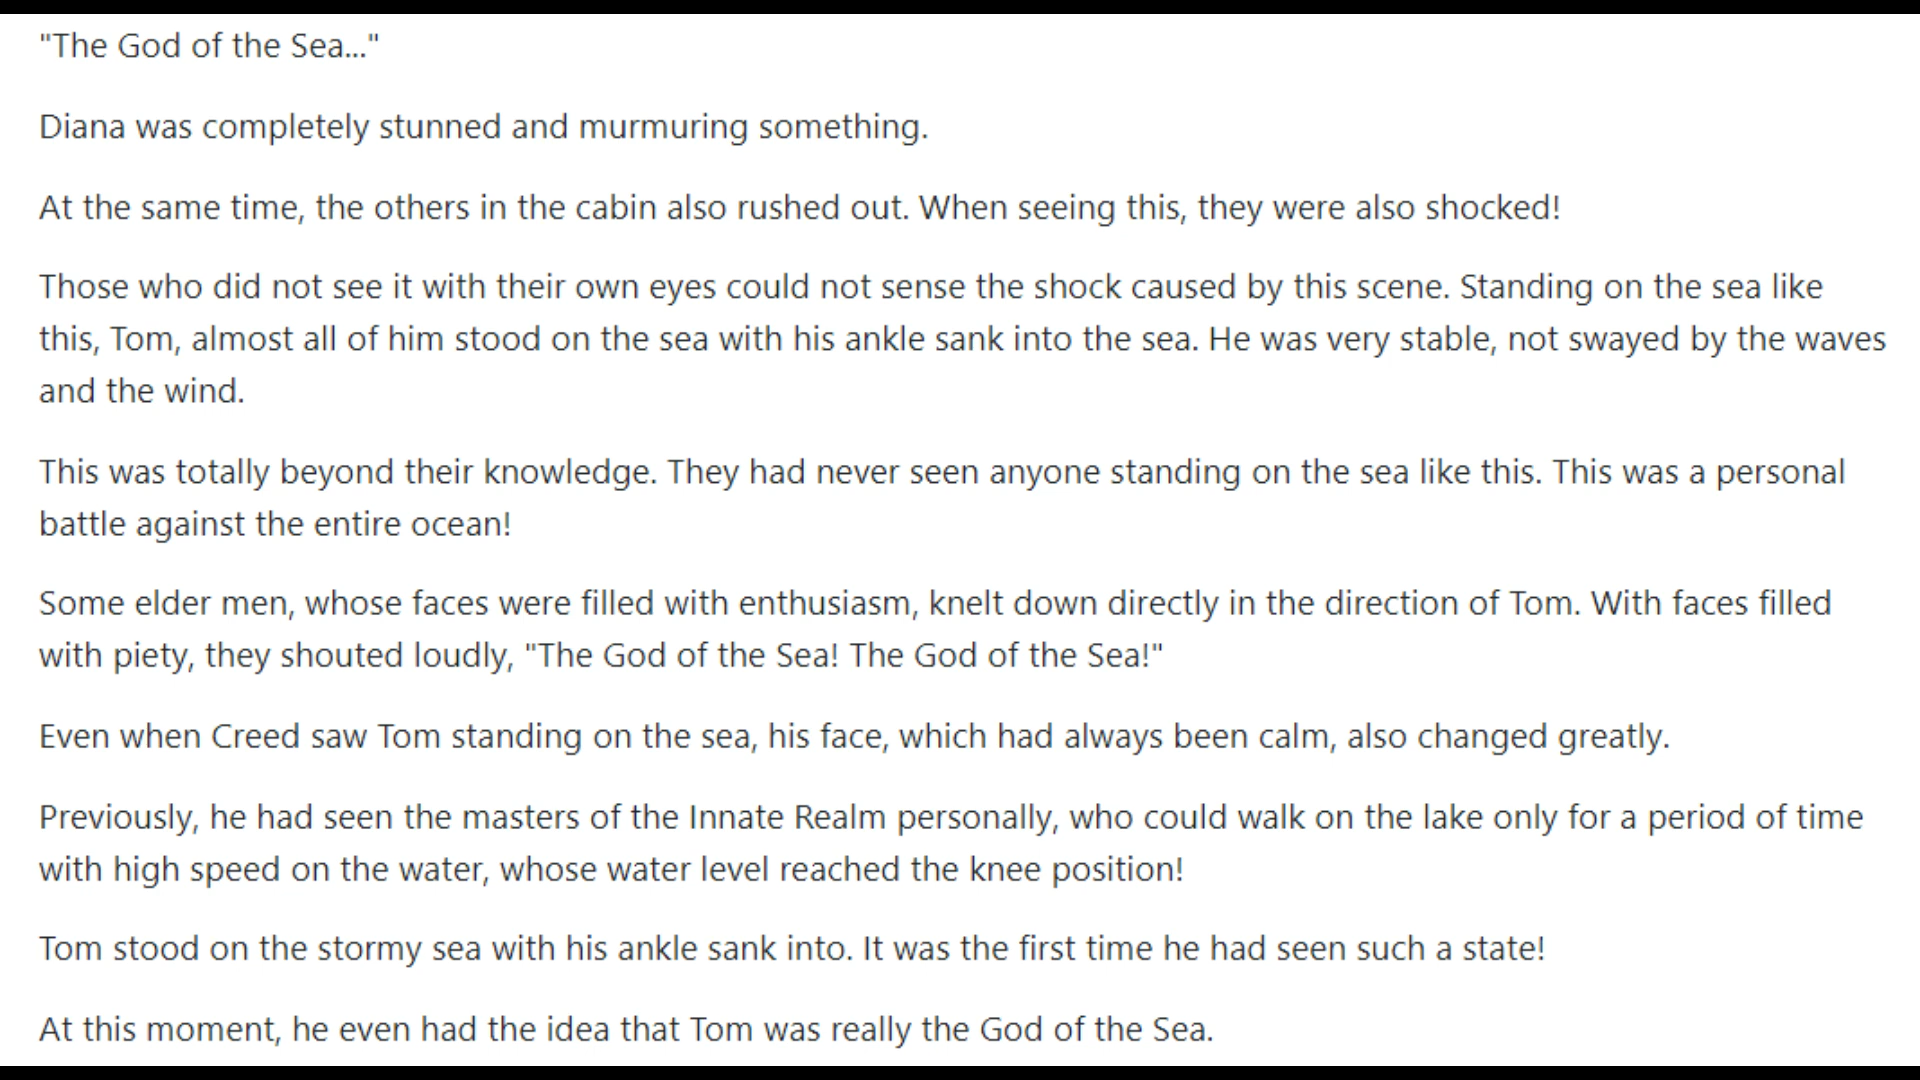 "The God of the Sea..."
Diana was completely stunned and murmuring something.
At the same time, the others in the cabin also rushed out. When seeing this, they were also shocked!
Those who did not see it with their own eyes could not sense the shock caused by this scene. Standing on the sea like
this, Tom, almost all of him stood on the sea with his ankle sank into the sea. He was very stable, not swayed by the waves
and the wind.
This was totally beyond their knowledge. They had never seen anyone standing on the sea like this. This was a personal
battle against the entire ocean!
Some elder men, whose faces were filled with enthusiasm, knelt down directly in the direction of Tom. With faces filled
with piety, they shouted loudly, "The God of the Sea! The God of the Sea!"
Even when Creed saw Tom standing on the sea, his face, which had always been calm, also changed greatly.
Previously, he had seen the masters of the Innate Realm personally, who could walk on the lake only for a period of time
with high speed on the water, whose water level reached the knee position!
Tom stood on the stormy sea with his ankle sank into. It was the first time he had seen such a state!
At this moment, he even had the idea that Tom was really the God of the Sea.